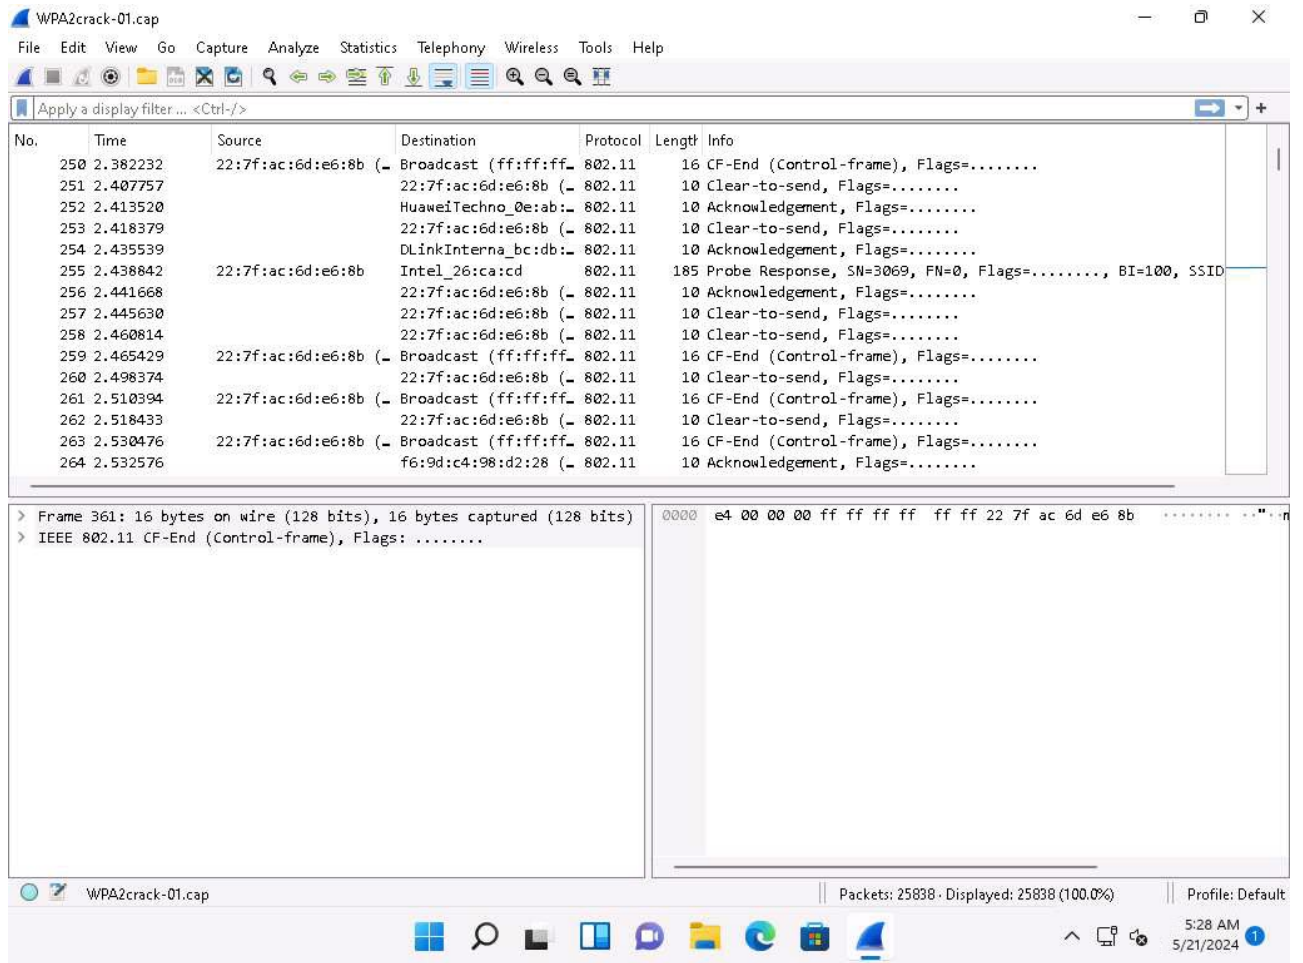 WPA2crack-01.cap
File Edit View Go Capture Analyze Statistics Telephony Wireless Tools Help
Apply a display filter ... <Ctrl-/>
No. Time Source Destination Protocol Length Info
250 2.382232 22:7f:ac:6d:e6:8b (… Broadcast (ff:ff:ff… 802.11 16 CF-End (Control-frame), Flags=........
251 2.407757 22:7f:ac:6d:e6:8b (… 802.11 10 Clear-to-send, Flags=........
252 2.413520 HuaweiTechno_0e:ab:… 802.11 10 Acknowledgement, Flags=........
253 2.418379 22:7f:ac:6d:e6:8b (… 802.11 10 Clear-to-send, Flags=........
254 2.435539 DLinkInterna_bc:db:… 802.11 10 Acknowledgement, Flags=........
255 2.438842 22:7f:ac:6d:e6:8b Intel_26:ca:cd 802.11 185 Probe Response, SN=3069, FN=0, Flags=........, BI=100, SSID
256 2.441668 22:7f:ac:6d:e6:8b (… 802.11 10 Acknowledgement, Flags=........
257 2.445630 22:7f:ac:6d:e6:8b (… 802.11 10 Clear-to-send, Flags=........
258 2.460814 22:7f:ac:6d:e6:8b (… 802.11 10 Clear-to-send, Flags=........
259 2.465429 22:7f:ac:6d:e6:8b (… Broadcast (ff:ff:ff… 802.11 16 CF-End (Control-frame), Flags=........
260 2.498374 22:7f:ac:6d:e6:8b (… 802.11 10 Clear-to-send, Flags=........
261 2.510394 22:7f:ac:6d:e6:8b (… Broadcast (ff:ff:ff… 802.11 16 CF-End (Control-frame), Flags=........
262 2.518433 22:7f:ac:6d:e6:8b (… 802.11 10 Clear-to-send, Flags=........
263 2.530476 22:7f:ac:6d:e6:8b (… Broadcast (ff:ff:ff… 802.11 16 CF-End (Control-frame), Flags=........
264 2.532576 f6:9d:c4:98:d2:28 (… 802.11 10 Acknowledgement, Flags=........
> Frame 361: 16 bytes on wire (128 bits), 16 bytes captured (128 bits)
> IEEE 802.11 CF-End (Control-frame), Flags: ........
0000 e4 00 00 00 ff ff ff ff ff ff 22 7f ac 6d e6 8b ········ ··"··m
WPA2crack-01.cap
Packets: 25838 · Displayed: 25838 (100.0%)
Profile: Default
5:28 AM
5/21/2024
1